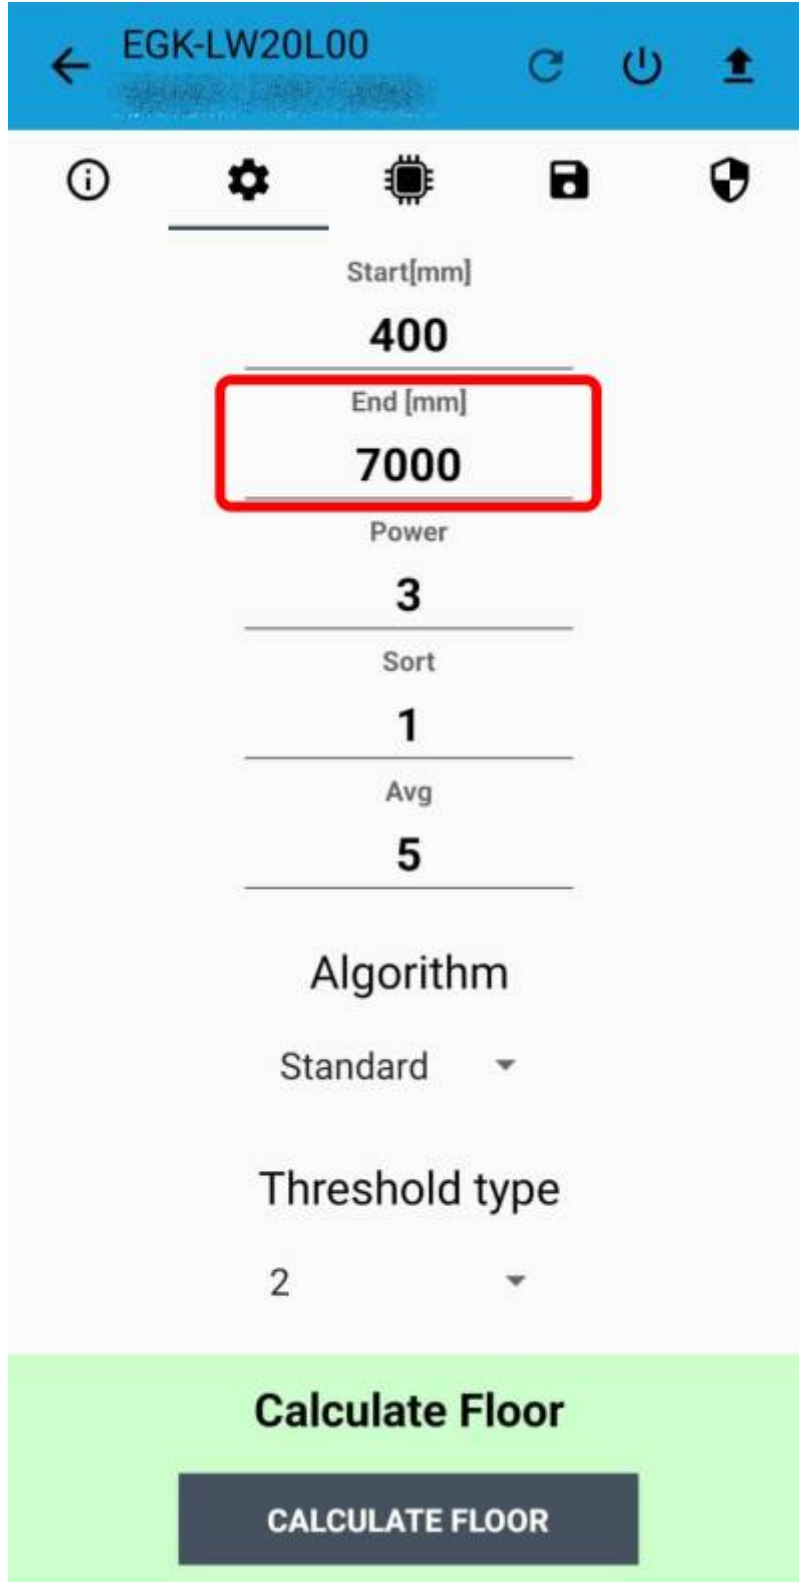 EGK-LW20L00
Start[mm]
400
End [mm]
7000
Power
3
Sort
1
Avg
5
Algorithm
Standard
Threshold type
2
Calculate Floor
CALCULATE FLOOR